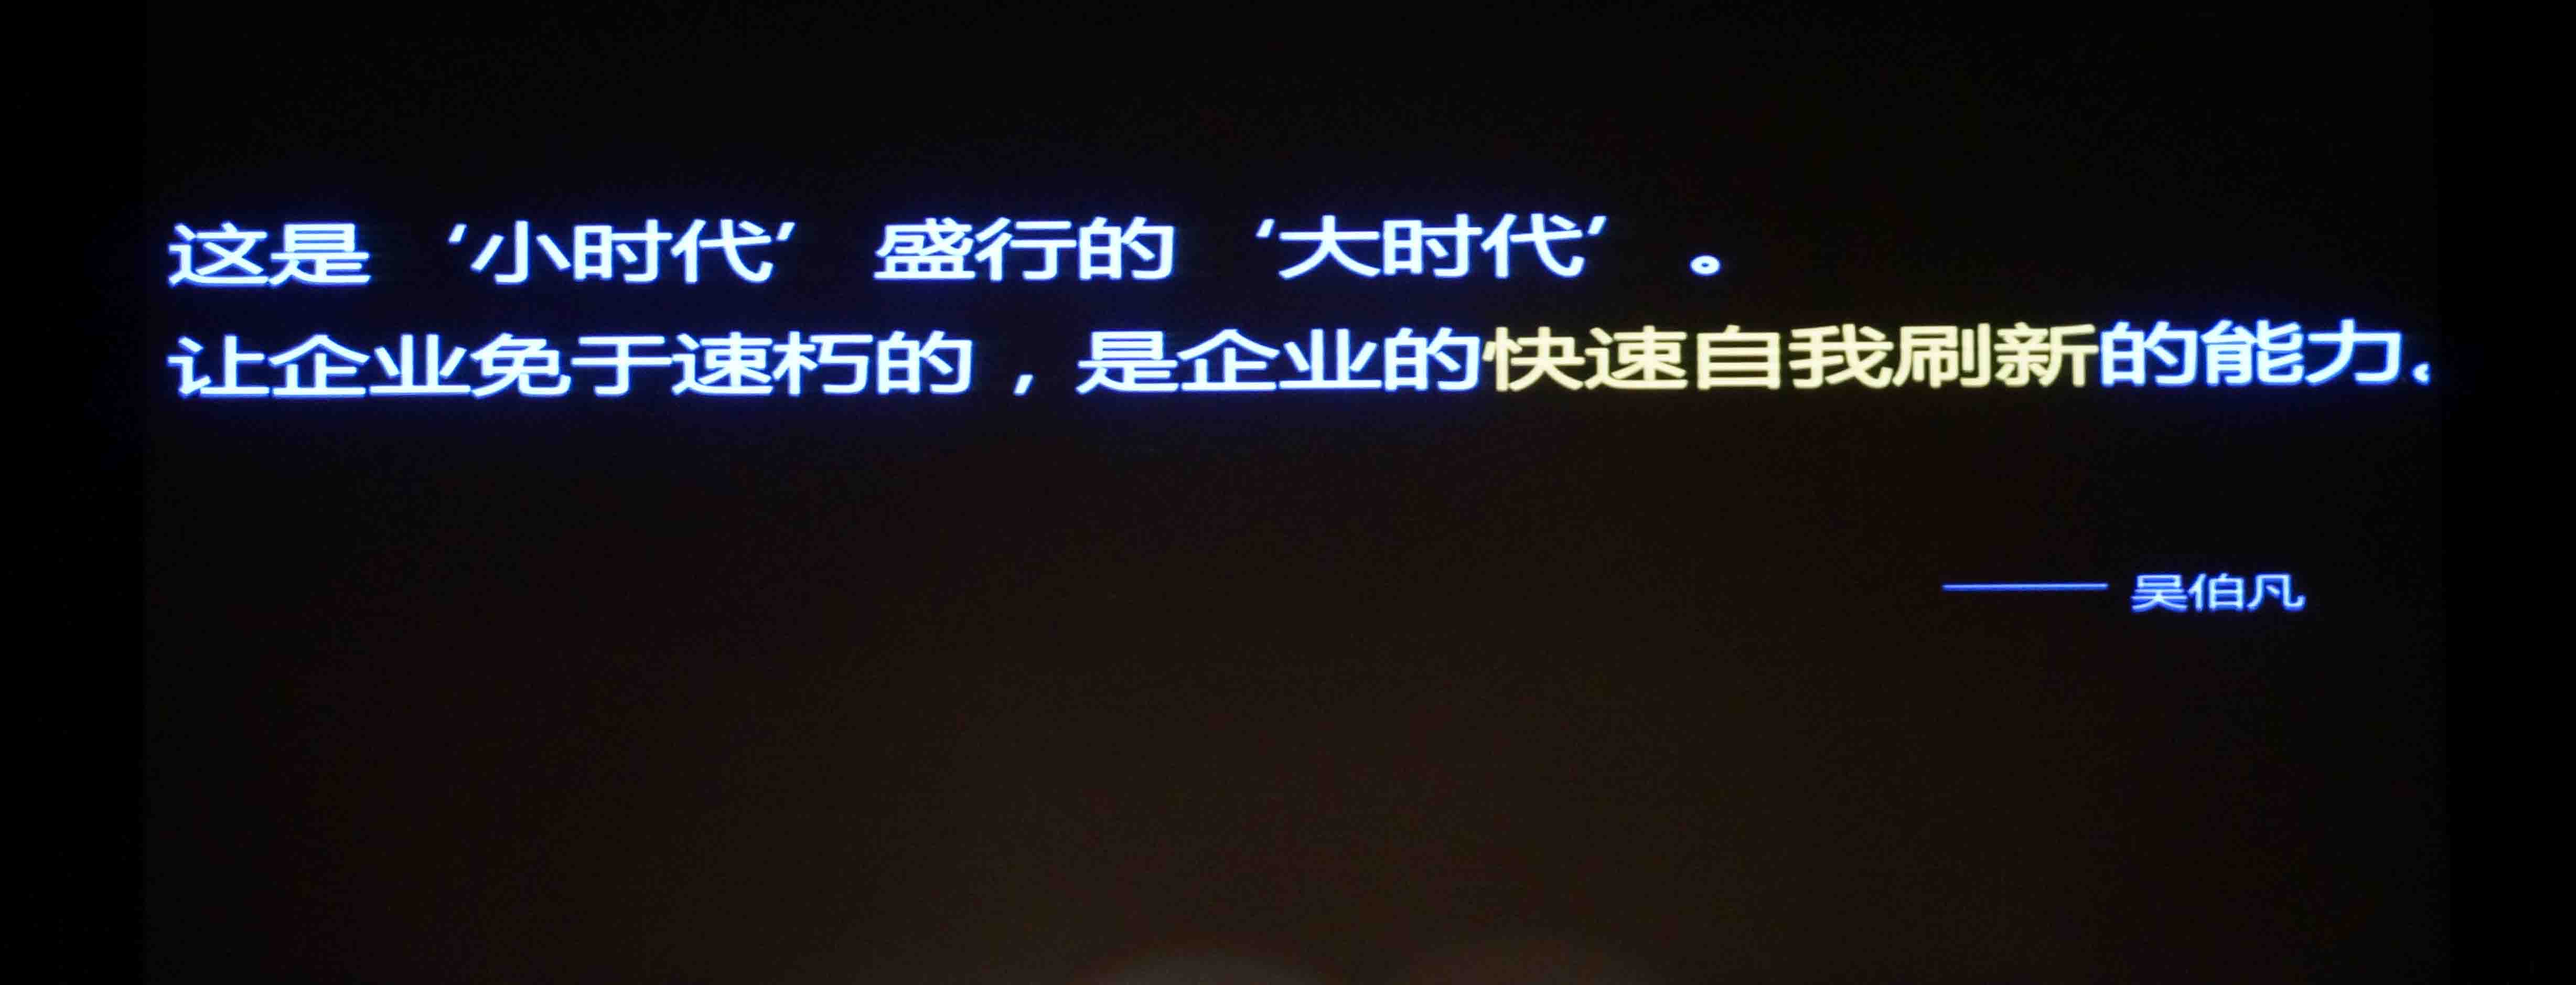 这是‘小时代’盛行的‘大时代’。
让企业免于速朽的，是企业的快速自我刷新的能力。
—— 吴伯凡